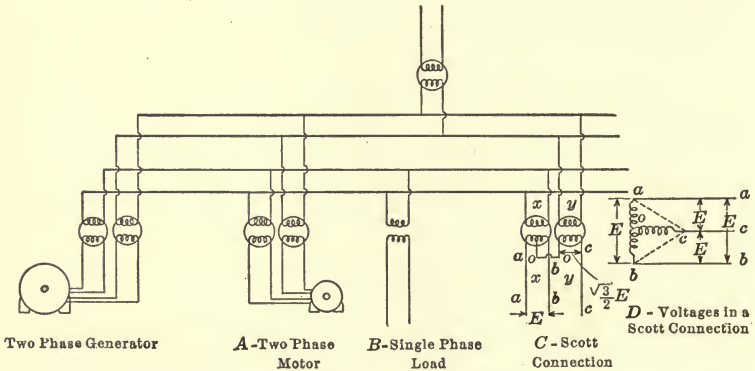 x y
a o b o c
x y
a b c
E
√3/2 E
a
a
E o c E E c
E
b
b
Two Phase Generator
A-Two Phase
Motor
B-Single Phase
Load
C-Scott
Connection
D - Voltages in a
Scott Connection